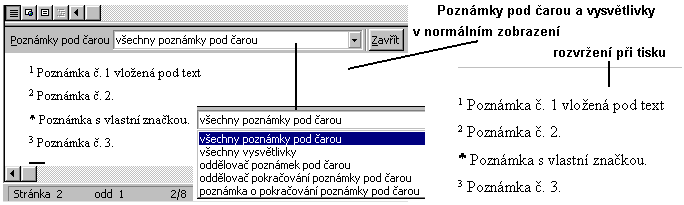 Poznámky pod čarou a vysvětlivky
v normálním zobrazení
Poznámky pod čarou
všechny poznámky pod čarou
Zavřít
rozvržení při tisku
1 Poznámka č. 1 vložená pod text
2 Poznámka č. 2.
* Poznámka s vlastní značkou.
3 Poznámka č. 3.
všechny poznámky pod čarou
všechny poznámky pod čarou
všechny vysvětlivky
oddělovač poznámek pod čarou
oddělovač pokračování poznámky pod čarou
poznámka o pokračování poznámky pod čarou
Stránka 2 odd 1 2/8
1 Poznámka č. 1 vložená pod text
2 Poznámka č. 2.
* Poznámka s vlastní značkou.
3 Poznámka č. 3.